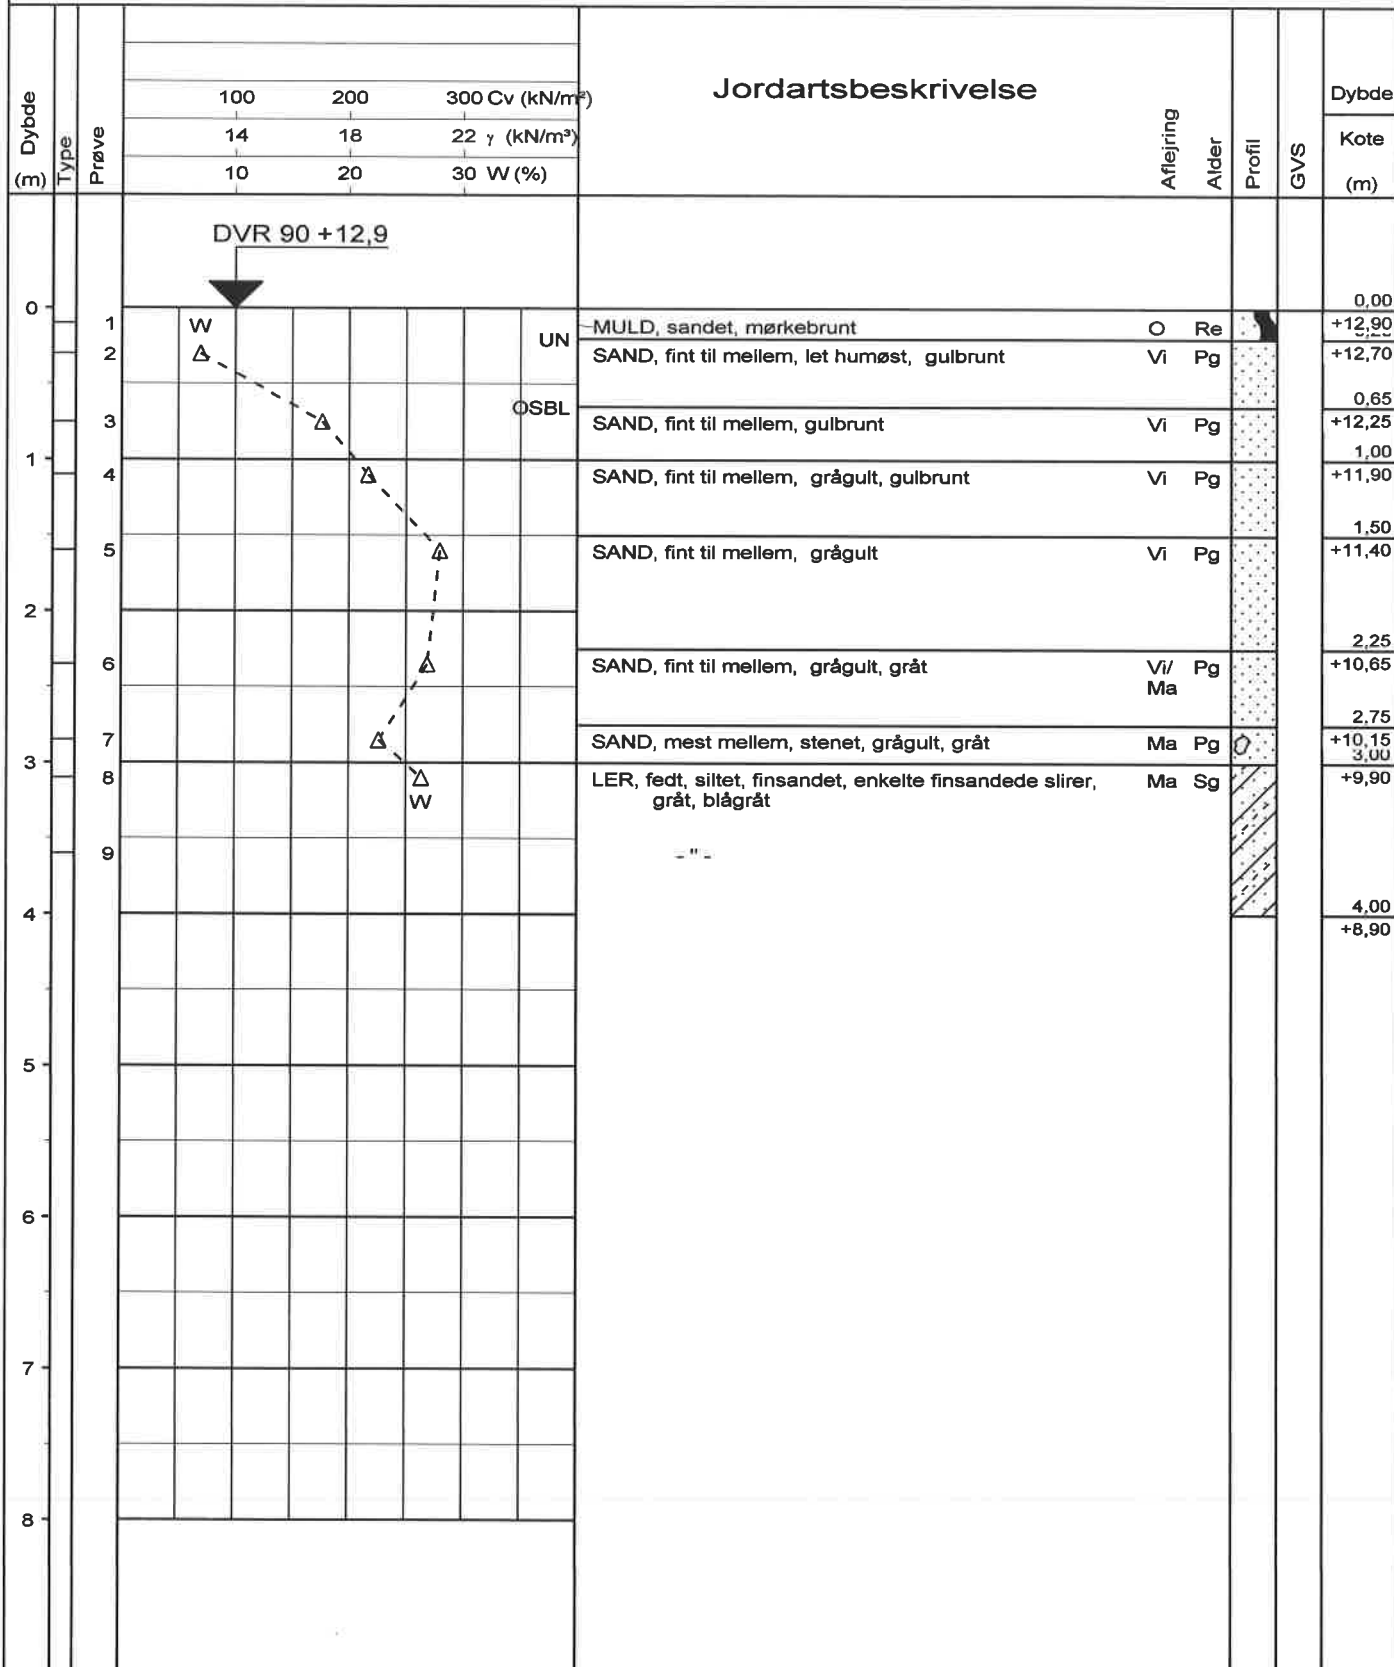 Dybde
(m)
Type
Prøve
100 200 300 Cv (kN/m²)
14 18 22 γ (kN/m³)
10 20 30 W (%)
Jordartsbeskrivelse
Aflejring
Alder
Profil
GVS
Dybde
Kote
(m)
DVR 90 +12,9
0 0,00
1 W UN MULD, sandet, mørkebrunt O Re +12,90
2 SAND, fint til mellem, let humøst, gulbrunt Vi Pg +12,70
OSBL 0,65
3 SAND, fint til mellem, gulbrunt Vi Pg +12,25
1 1,00
4 SAND, fint til mellem, grågult, gulbrunt Vi Pg +11,90
1,50
5 SAND, fint til mellem, grågult Vi Pg +11,40
2
2,25
6 SAND, fint til mellem, grågult, gråt Vi/ Pg +10,65
Ma
2,75
7 SAND, mest mellem, stenet, grågult, gråt Ma Pg +10,15
3 3,00
8 LER, fedt, siltet, finsandet, enkelte finsandede slirer, Ma Sg +9,90
W gråt, blågråt
9 - " -
4 4,00
+8,90
5
6
7
8